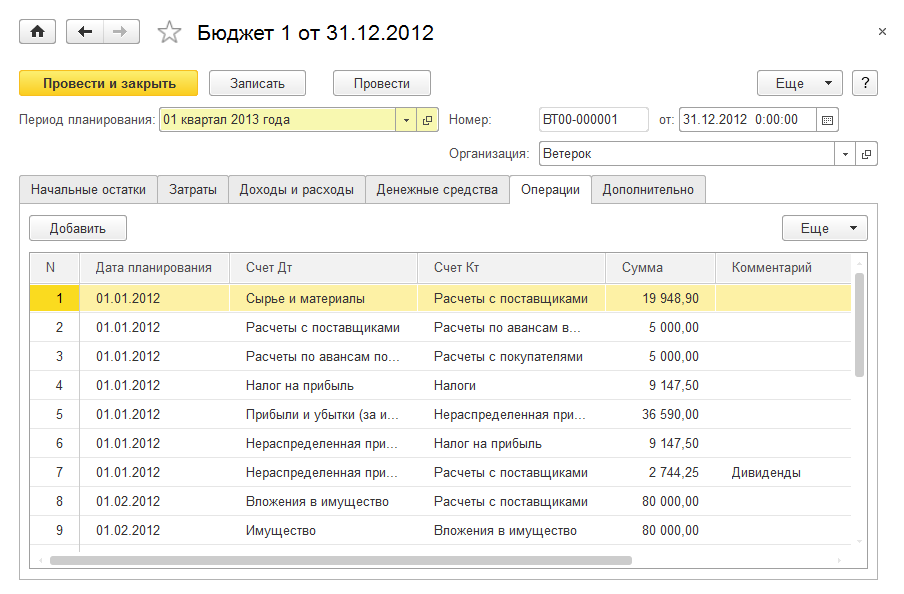 Бюджет 1 от 31.12.2012
Провести и закрыть Записать Провести Еще ?
Период планирования: 01 квартал 2013 года Номер: ВТ00-000001 от: 31.12.2012 0:00:00
Организация: Ветерок
Начальные остатки Затраты Доходы и расходы Денежные средства Операции Дополнительно
Добавить Еще
N Дата планирования Счет Дт Счет Кт Сумма Комментарий
1 01.01.2012 Сырье и материалы Расчеты с поставщиками 19 948,90
2 01.01.2012 Расчеты с поставщиками Расчеты по авансам в... 5 000,00
3 01.01.2012 Расчеты по авансам по... Расчеты с покупателями 5 000,00
4 01.01.2012 Налог на прибыль Налоги 9 147,50
5 01.01.2012 Прибыли и убытки (за и... Нераспределенная при... 36 590,00
6 01.01.2012 Нераспределенная при... Налог на прибыль 9 147,50
7 01.01.2012 Нераспределенная при... Расчеты с поставщиками 2 744,25 Дивиденды
8 01.02.2012 Вложения в имущество Расчеты с поставщиками 80 000,00
9 01.02.2012 Имущество Вложения в имущество 80 000,00